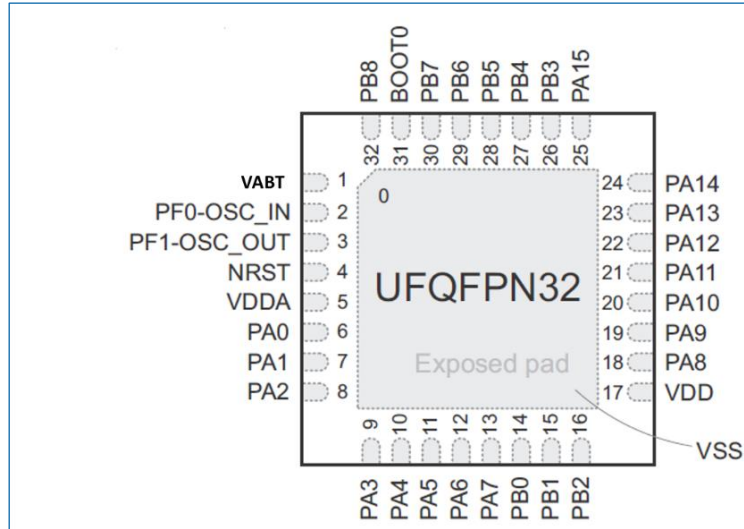 PB8
BOOT0
PB7
PB6
PB5
PB4
PB3
PA15
32
31
30
29
28
27
26
25
VABT 1
PF0-OSC_IN 2
PF1-OSC_OUT 3
NRST 4
VDDA 5
PA0 6
PA1 7
PA2 8
0
UFQFPN32
Exposed pad
24 PA14
23 PA13
22 PA12
21 PA11
20 PA10
19 PA9
18 PA8
17 VDD
VSS
9
10
11
12
13
14
15
16
PA3
PA4
PA5
PA6
PA7
PB0
PB1
PB2